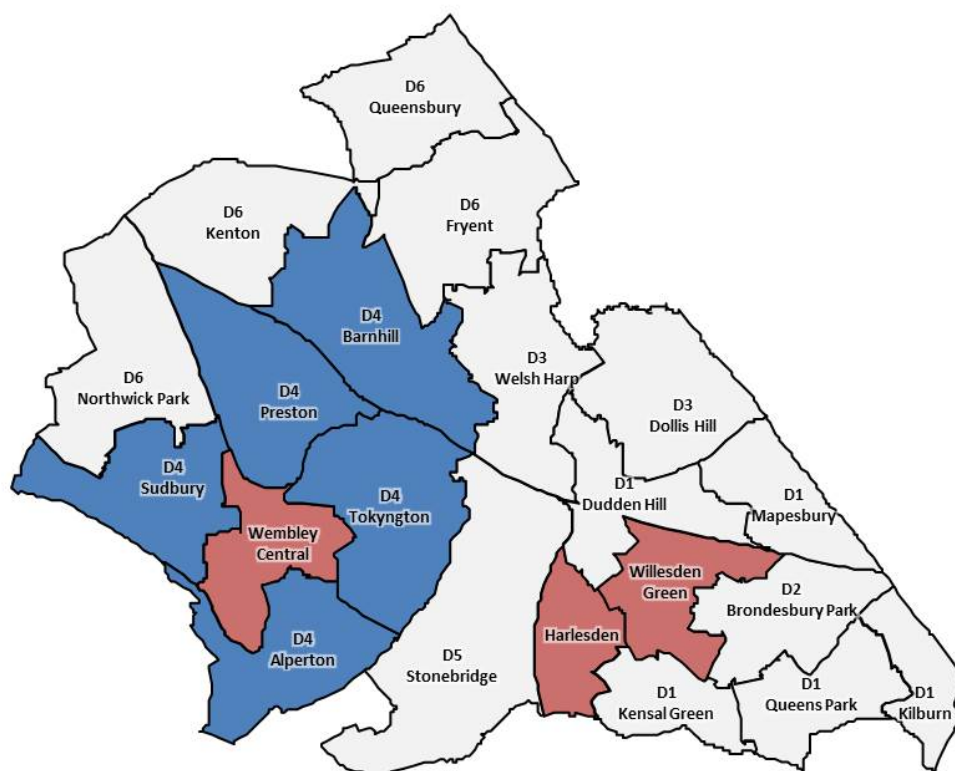 D6
Queensbury
D6
Kenton
D6
Fryent
D4
Barnhill
D3
Welsh Harp
D6
Northwick Park
D4
Preston
D3
Dollis Hill
D4
Sudbury
D4
Tokyngton
D1
Dudden Hill
D1
Mapesbury
Wembley
Central
Willesden
Green
D2
Brondesbury Park
Harlesden
D4
Alperton
D5
Stonebridge
D1
Kensal Green
D1
Queens Park
D1
Kilburn